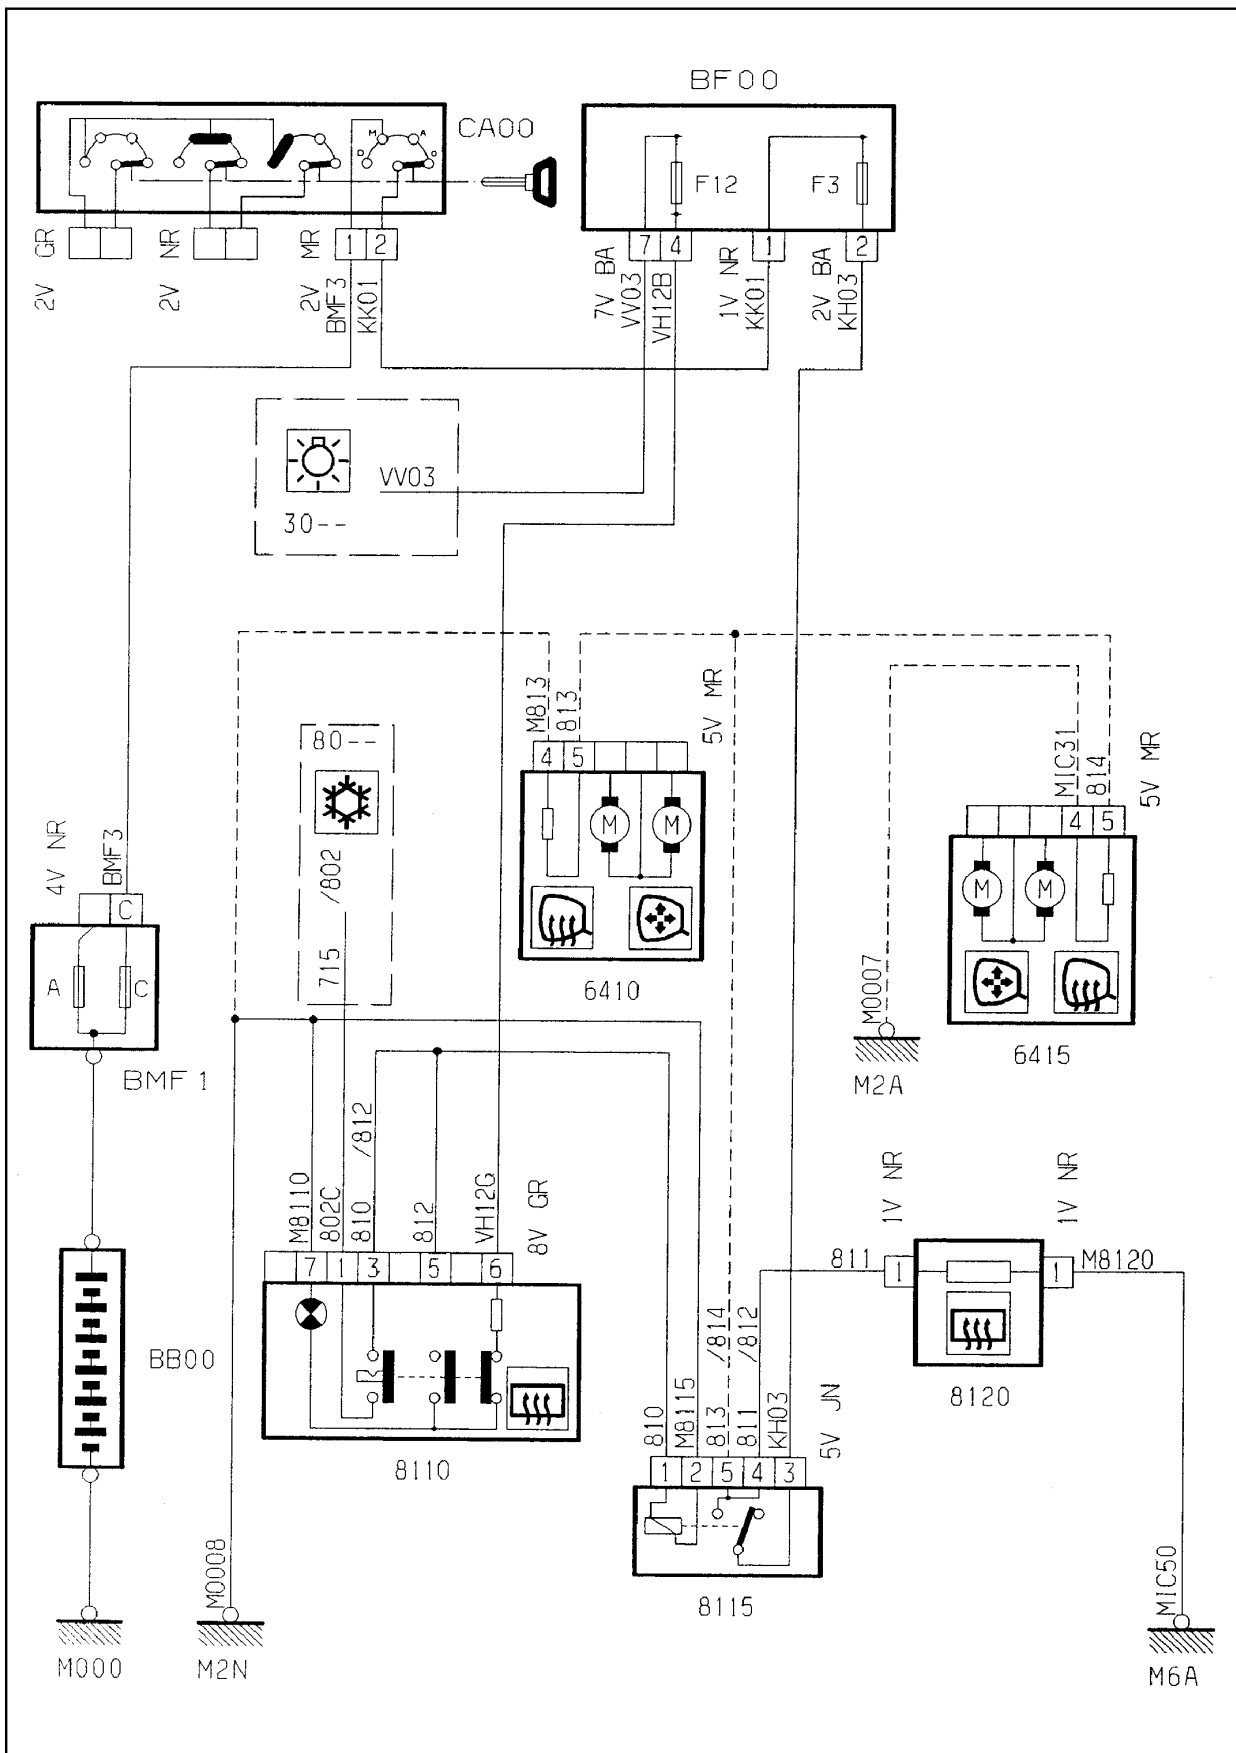 BF00
CA00
M
A
D
D
F12
F3
2V GR
2V NR
2V MR
1
2
BMF3
KK01
7
4
1
2
7V BA
VV03
VH12B
1V NR
KK01
2V BA
KH03
VV03
30--
M813
813
5V MR
4
5
M
M
6410
80--
/802
715
MIC31
814
5V MR
4
5
M
M
6415
M0007
M2A
4V NR
BMF3
C
A
C
BMF1
BB00
M000
M8110
802C
810
/812
812
VH12G
8V GR
7
1
3
5
6
8110
M0008
M2N
810
M8115
813
/814
811
/812
KH03
5V JN
1
2
5
4
3
8115
1V NR
1V NR
811
1
1
M8120
8120
MIC50
M6A